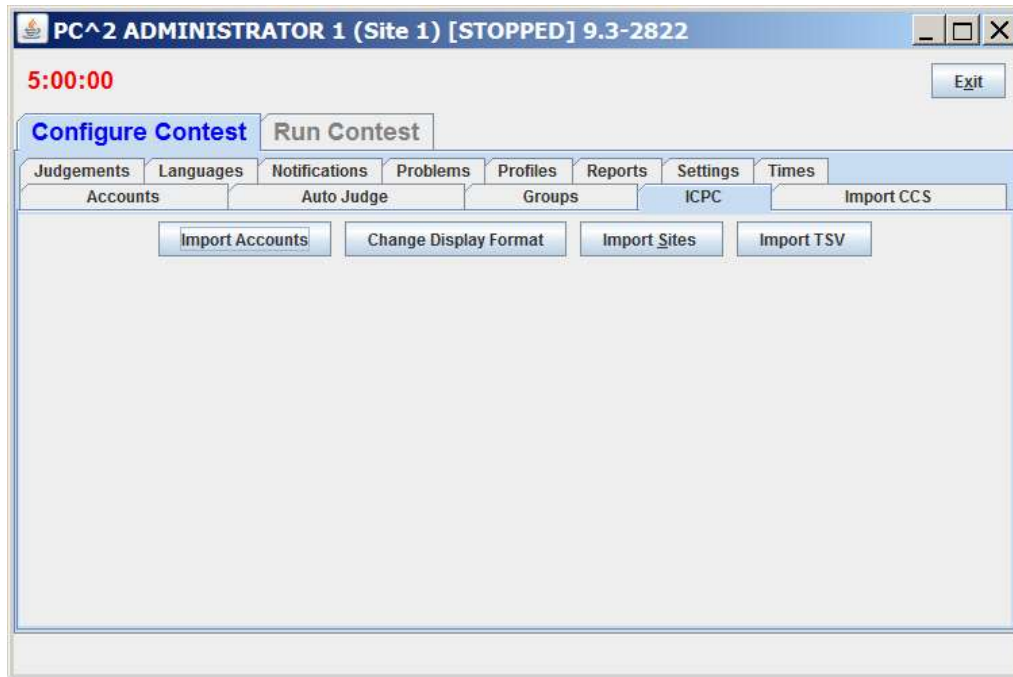 PC^2 ADMINISTRATOR 1 (Site 1) [STOPPED] 9.3-2822
5:00:00 Exit
Configure Contest Run Contest
Judgements Languages Notifications Problems Profiles Reports Settings Times
Accounts Auto Judge Groups ICPC Import CCS
Import Accounts Change Display Format Import Sites Import TSV